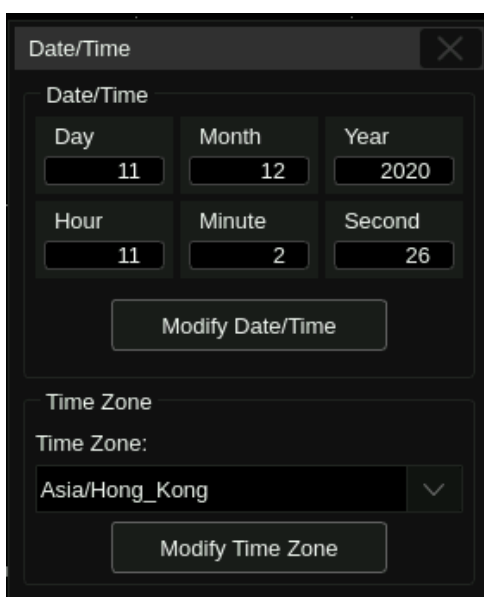 Date/Time
Date/Time
Day Month Year
11 12 2020
Hour Minute Second
11 2 26
Modify Date/Time
Time Zone
Time Zone:
Asia/Hong_Kong
Modify Time Zone